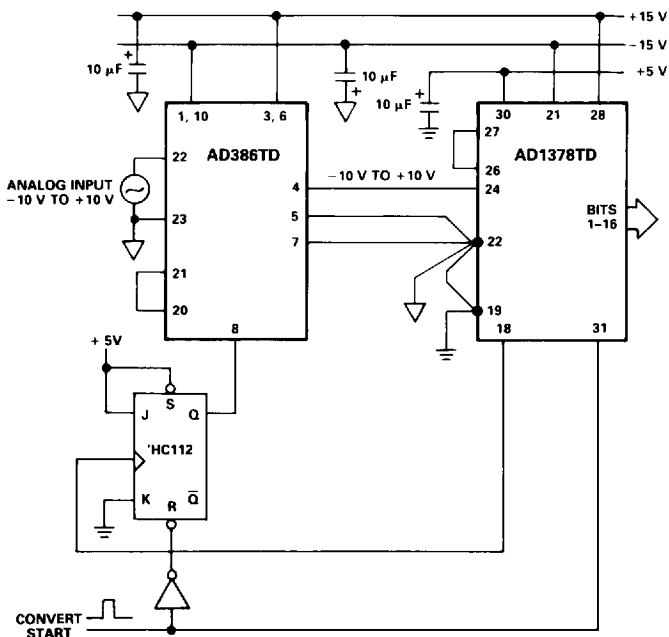 +15 V
−15 V
+5 V
+
10 µF
10 µF
+
+
10 µF
1, 10
3, 6
AD386TD
22
ANALOG INPUT
−10 V TO +10 V
23
21
20
4
5
7
8
−10 V TO +10 V
30
21
28
27
AD1378TD
26
24
BITS
1–16
22
19
18
31
+ 5V
S
J
Q
'HC112
K
R
Q̅
CONVERT
START